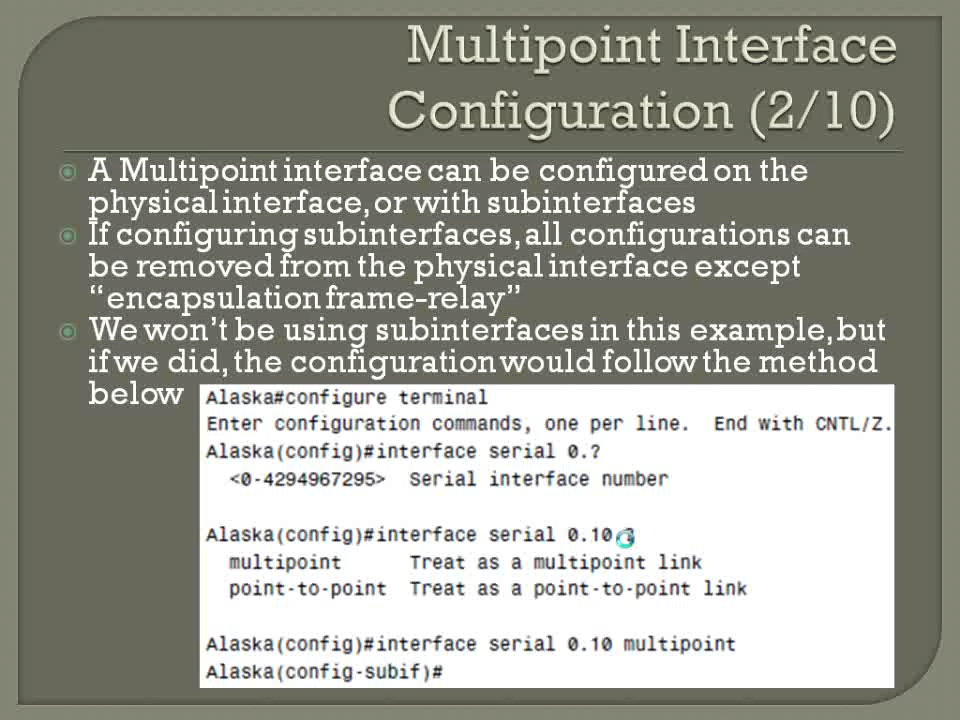 Multipoint Interface
Configuration (2/10)
A Multipoint interface can be configured on the
physical interface, or with subinterfaces
If configuring subinterfaces, all configurations can
be removed from the physical interface except
“encapsulation frame-relay”
We won’t be using subinterfaces in this example, but
if we did, the configuration would follow the method
below
Alaska#configure terminal
Enter configuration commands, one per line.  End with CNTL/Z.
Alaska(config)#interface serial 0.?
<0-4294967295>  Serial interface number
Alaska(config)#interface serial 0.10
multipoint      Treat as a multipoint link
point-to-point  Treat as a point-to-point link
Alaska(config)#interface serial 0.10 multipoint
Alaska(config-subif)#